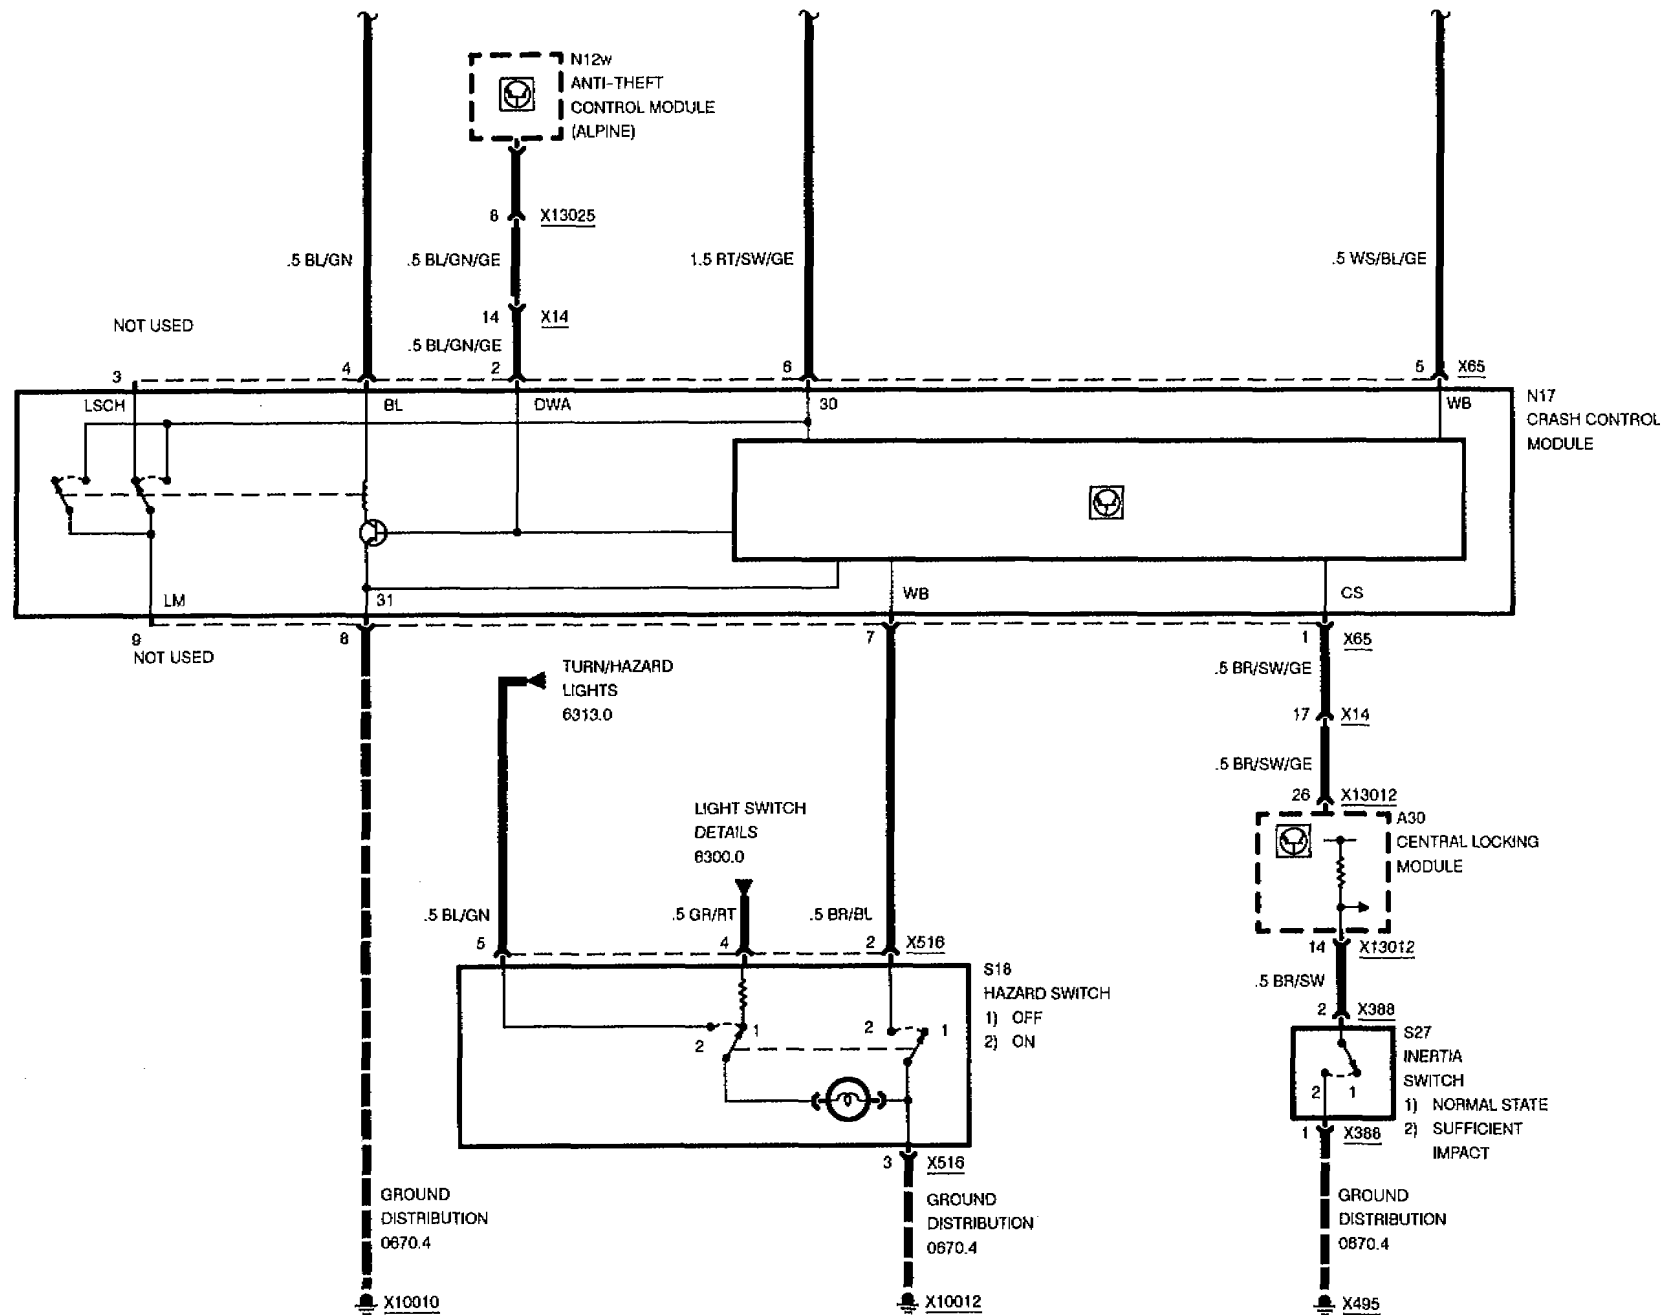 N12w
ANTI-THEFT
CONTROL MODULE
(ALPINE)
8 X13025
.5 BL/GN
.5 BL/GN/GE
1.5 RT/SW/GE
.5 WS/BL/GE
14 X14
NOT USED
.5 BL/GN/GE
3
4
2
6
5 X65
LSCH
BL
DWA
30
WB
N17
CRASH CONTROL
MODULE
LM
31
WB
CS
9
8
7
1 X65
NOT USED
.5 BR/SW/GE
TURN/HAZARD
LIGHTS
6313.0
17 X14
.5 BR/SW/GE
26 X13012
LIGHT SWITCH
DETAILS
6300.0
A30
CENTRAL LOCKING
MODULE
.5 BL/GN
.5 GR/RT
.5 BR/BL
5
4
2 X516
14 X13012
.5 BR/SW
2 X388
S18
HAZARD SWITCH
1) OFF
2) ON
1
2
2
1
S27
INERTIA
SWITCH
1) NORMAL STATE
2) SUFFICIENT
IMPACT
2 1
1 X388
3 X516
GROUND
DISTRIBUTION
0670.4
GROUND
DISTRIBUTION
0670.4
GROUND
DISTRIBUTION
0670.4
X10010
X10012
X495